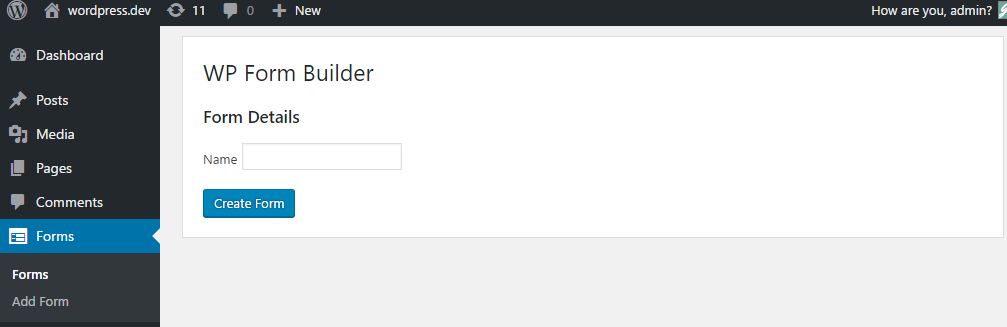 wordpress.dev 11 0 New How are you, admin?
Dashboard
Posts
Media
Pages
Comments
Forms
Forms
Add Form
WP Form Builder
Form Details
Name
Create Form